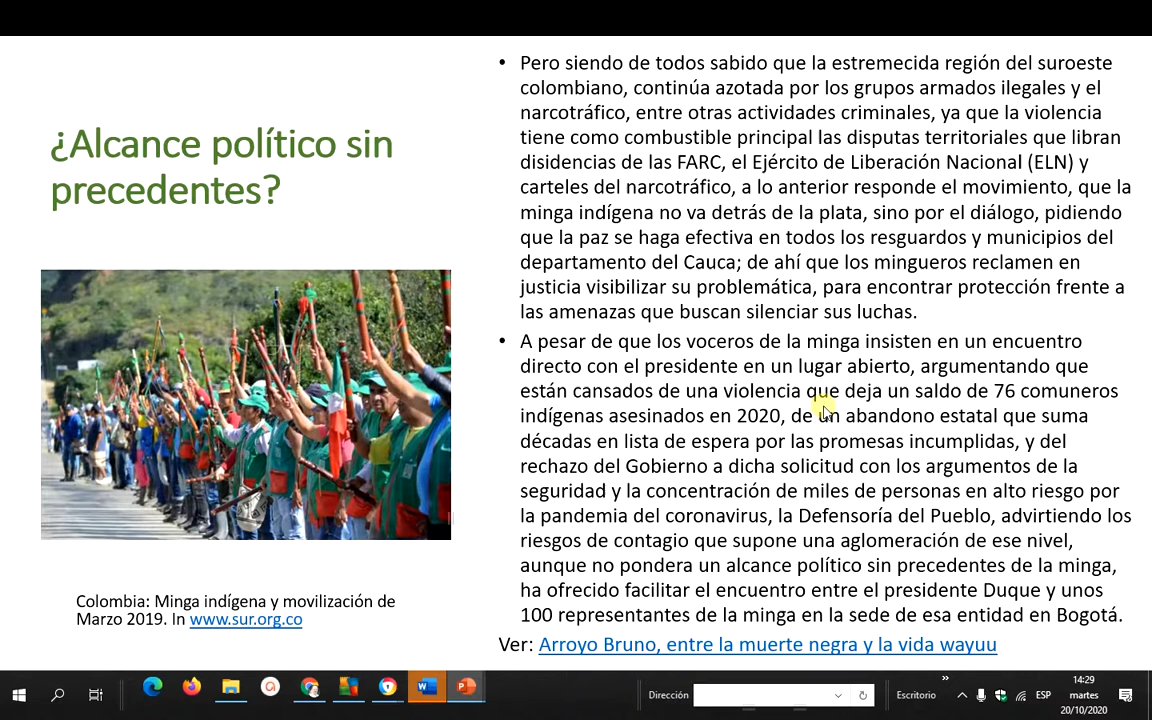 ¿Alcance político sin
precedentes?
Colombia: Minga indígena y movilización de
Marzo 2019. In www.sur.org.co
• Pero siendo de todos sabido que la estremecida región del suroeste
colombiano, continúa azotada por los grupos armados ilegales y el
narcotráfico, entre otras actividades criminales, ya que la violencia
tiene como combustible principal las disputas territoriales que libran
disidencias de las FARC, el Ejército de Liberación Nacional (ELN) y
carteles del narcotráfico, a lo anterior responde el movimiento, que la
minga indígena no va detrás de la plata, sino por el diálogo, pidiendo
que la paz se haga efectiva en todos los resguardos y municipios del
departamento del Cauca; de ahí que los mingueros reclamen en
justicia visibilizar su problemática, para encontrar protección frente a
las amenazas que buscan silenciar sus luchas.
• A pesar de que los voceros de la minga insisten en un encuentro
directo con el presidente en un lugar abierto, argumentando que
están cansados de una violencia que deja un saldo de 76 comuneros
indígenas asesinados en 2020, de un abandono estatal que suma
décadas en lista de espera por las promesas incumplidas, y del
rechazo del Gobierno a dicha solicitud con los argumentos de la
seguridad y la concentración de miles de personas en alto riesgo por
la pandemia del coronavirus, la Defensoría del Pueblo, advirtiendo los
riesgos de contagio que supone una aglomeración de ese nivel,
aunque no pondera un alcance político sin precedentes de la minga,
ha ofrecido facilitar el encuentro entre el presidente Duque y unos
100 representantes de la minga en la sede de esa entidad en Bogotá.
Ver: Arroyo Bruno, entre la muerte negra y la vida wayuu
Dirección
Escritorio
»
ESP
14:29
martes
20/10/2020